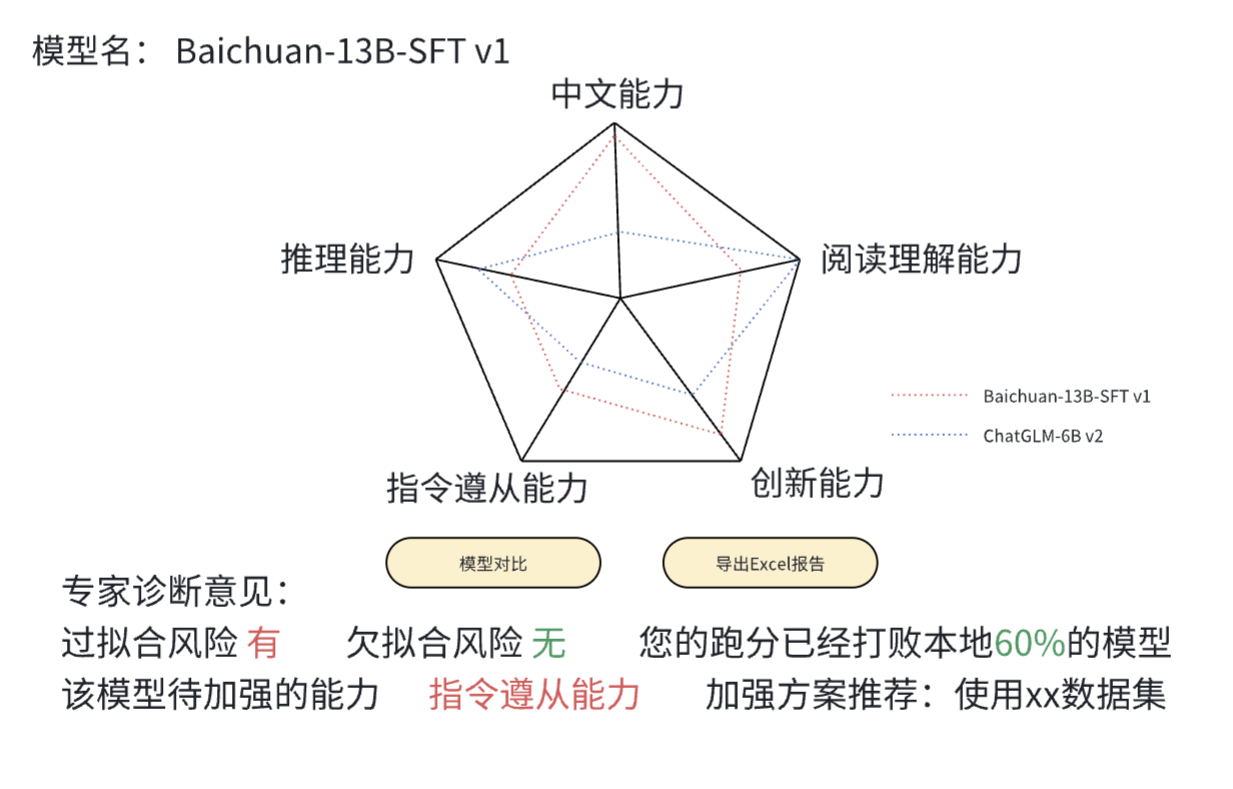 模型名： Baichuan-13B-SFT v1
中文能力
推理能力
阅读理解能力
Baichuan-13B-SFT v1
ChatGLM-6B v2
指令遵从能力
创新能力
模型对比
导出Excel报告
专家诊断意见：
过拟合风险 有 欠拟合风险 无 您的跑分已经打败本地60%的模型
该模型待加强的能力 指令遵从能力 加强方案推荐：使用xx数据集